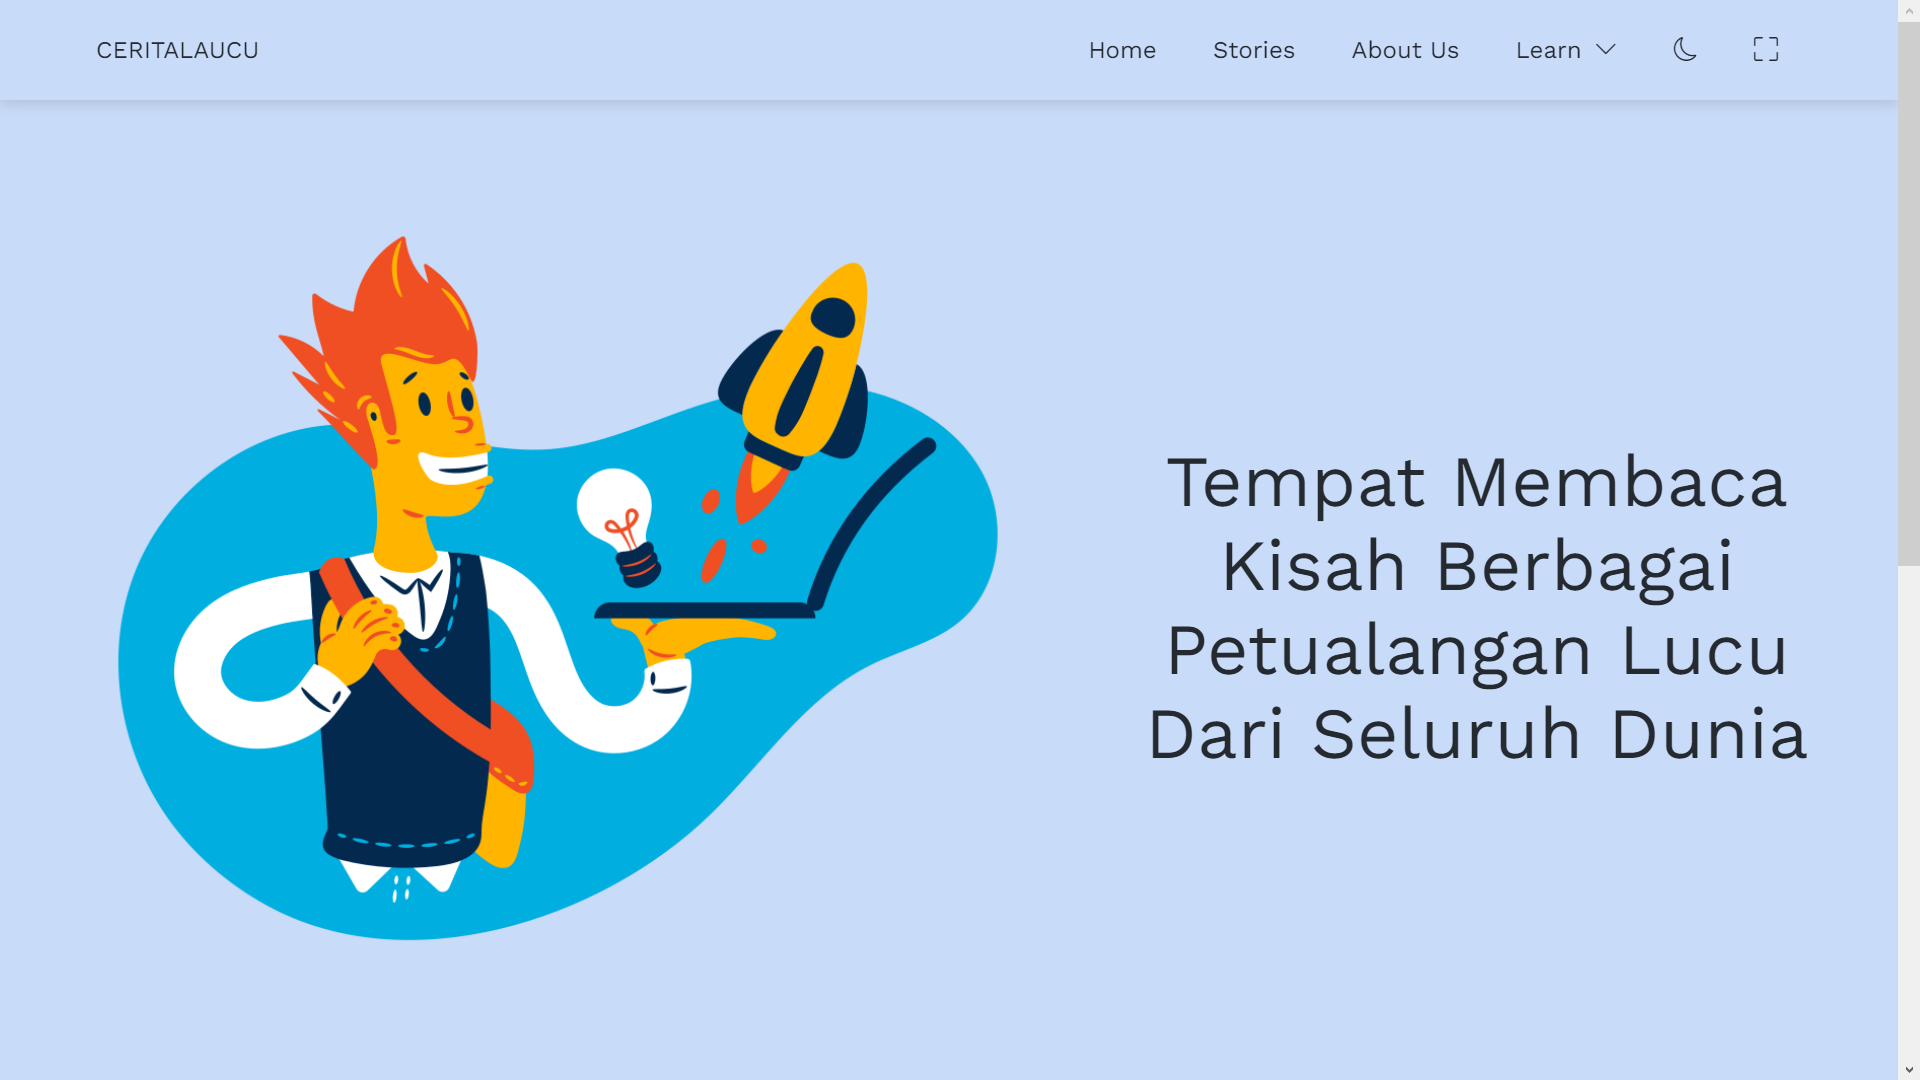 CERITALAUCU
Home
Stories
About Us
Learn
Tempat Membaca
Kisah Berbagai
Petualangan Lucu
Dari Seluruh Dunia